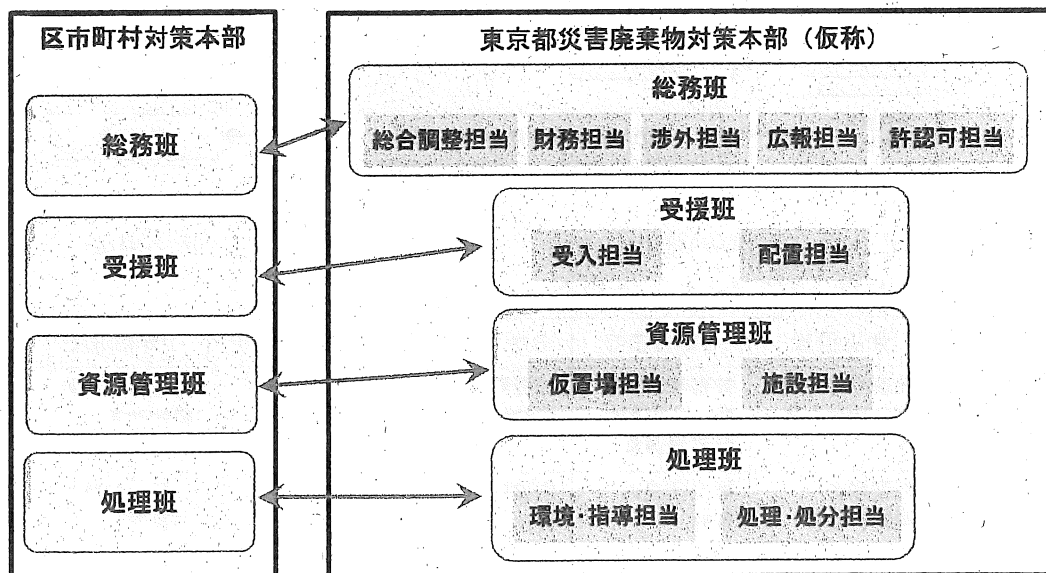 区市町村対策本部
総務班
受援班
資源管理班
処理班
東京都災害廃棄物対策本部（仮称）
総務班
総合調整担当 財務担当 渉外担当 広報担当 許認可担当
受援班
受入担当 配置担当
資源管理班
仮置場担当 施設担当
処理班
環境・指導担当 処理・処分担当